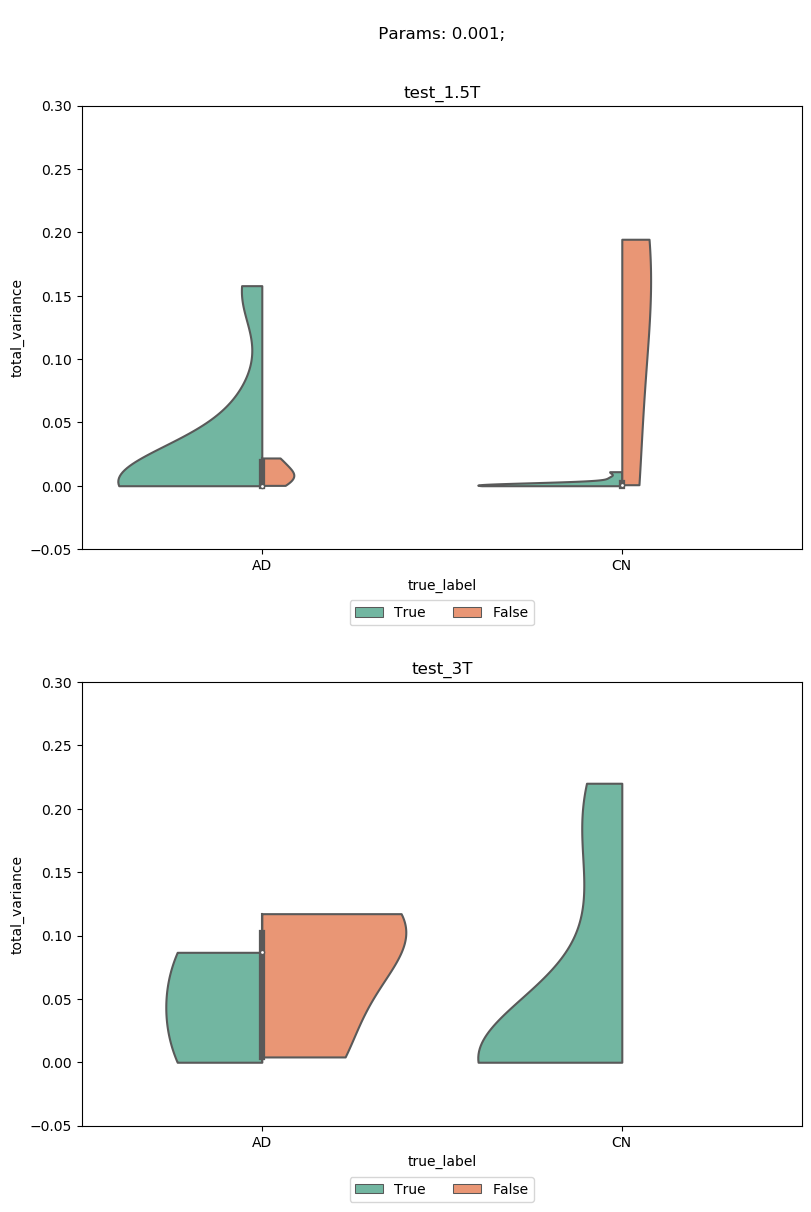 Params: 0.001;
test_1.5T
0.30
0.25
0.20
0.15
0.10
0.05
0.00
−0.05
total_variance
AD CN
true_label
True False
test_3T
0.30
0.25
0.20
0.15
0.10
0.05
0.00
−0.05
total_variance
AD CN
true_label
True False